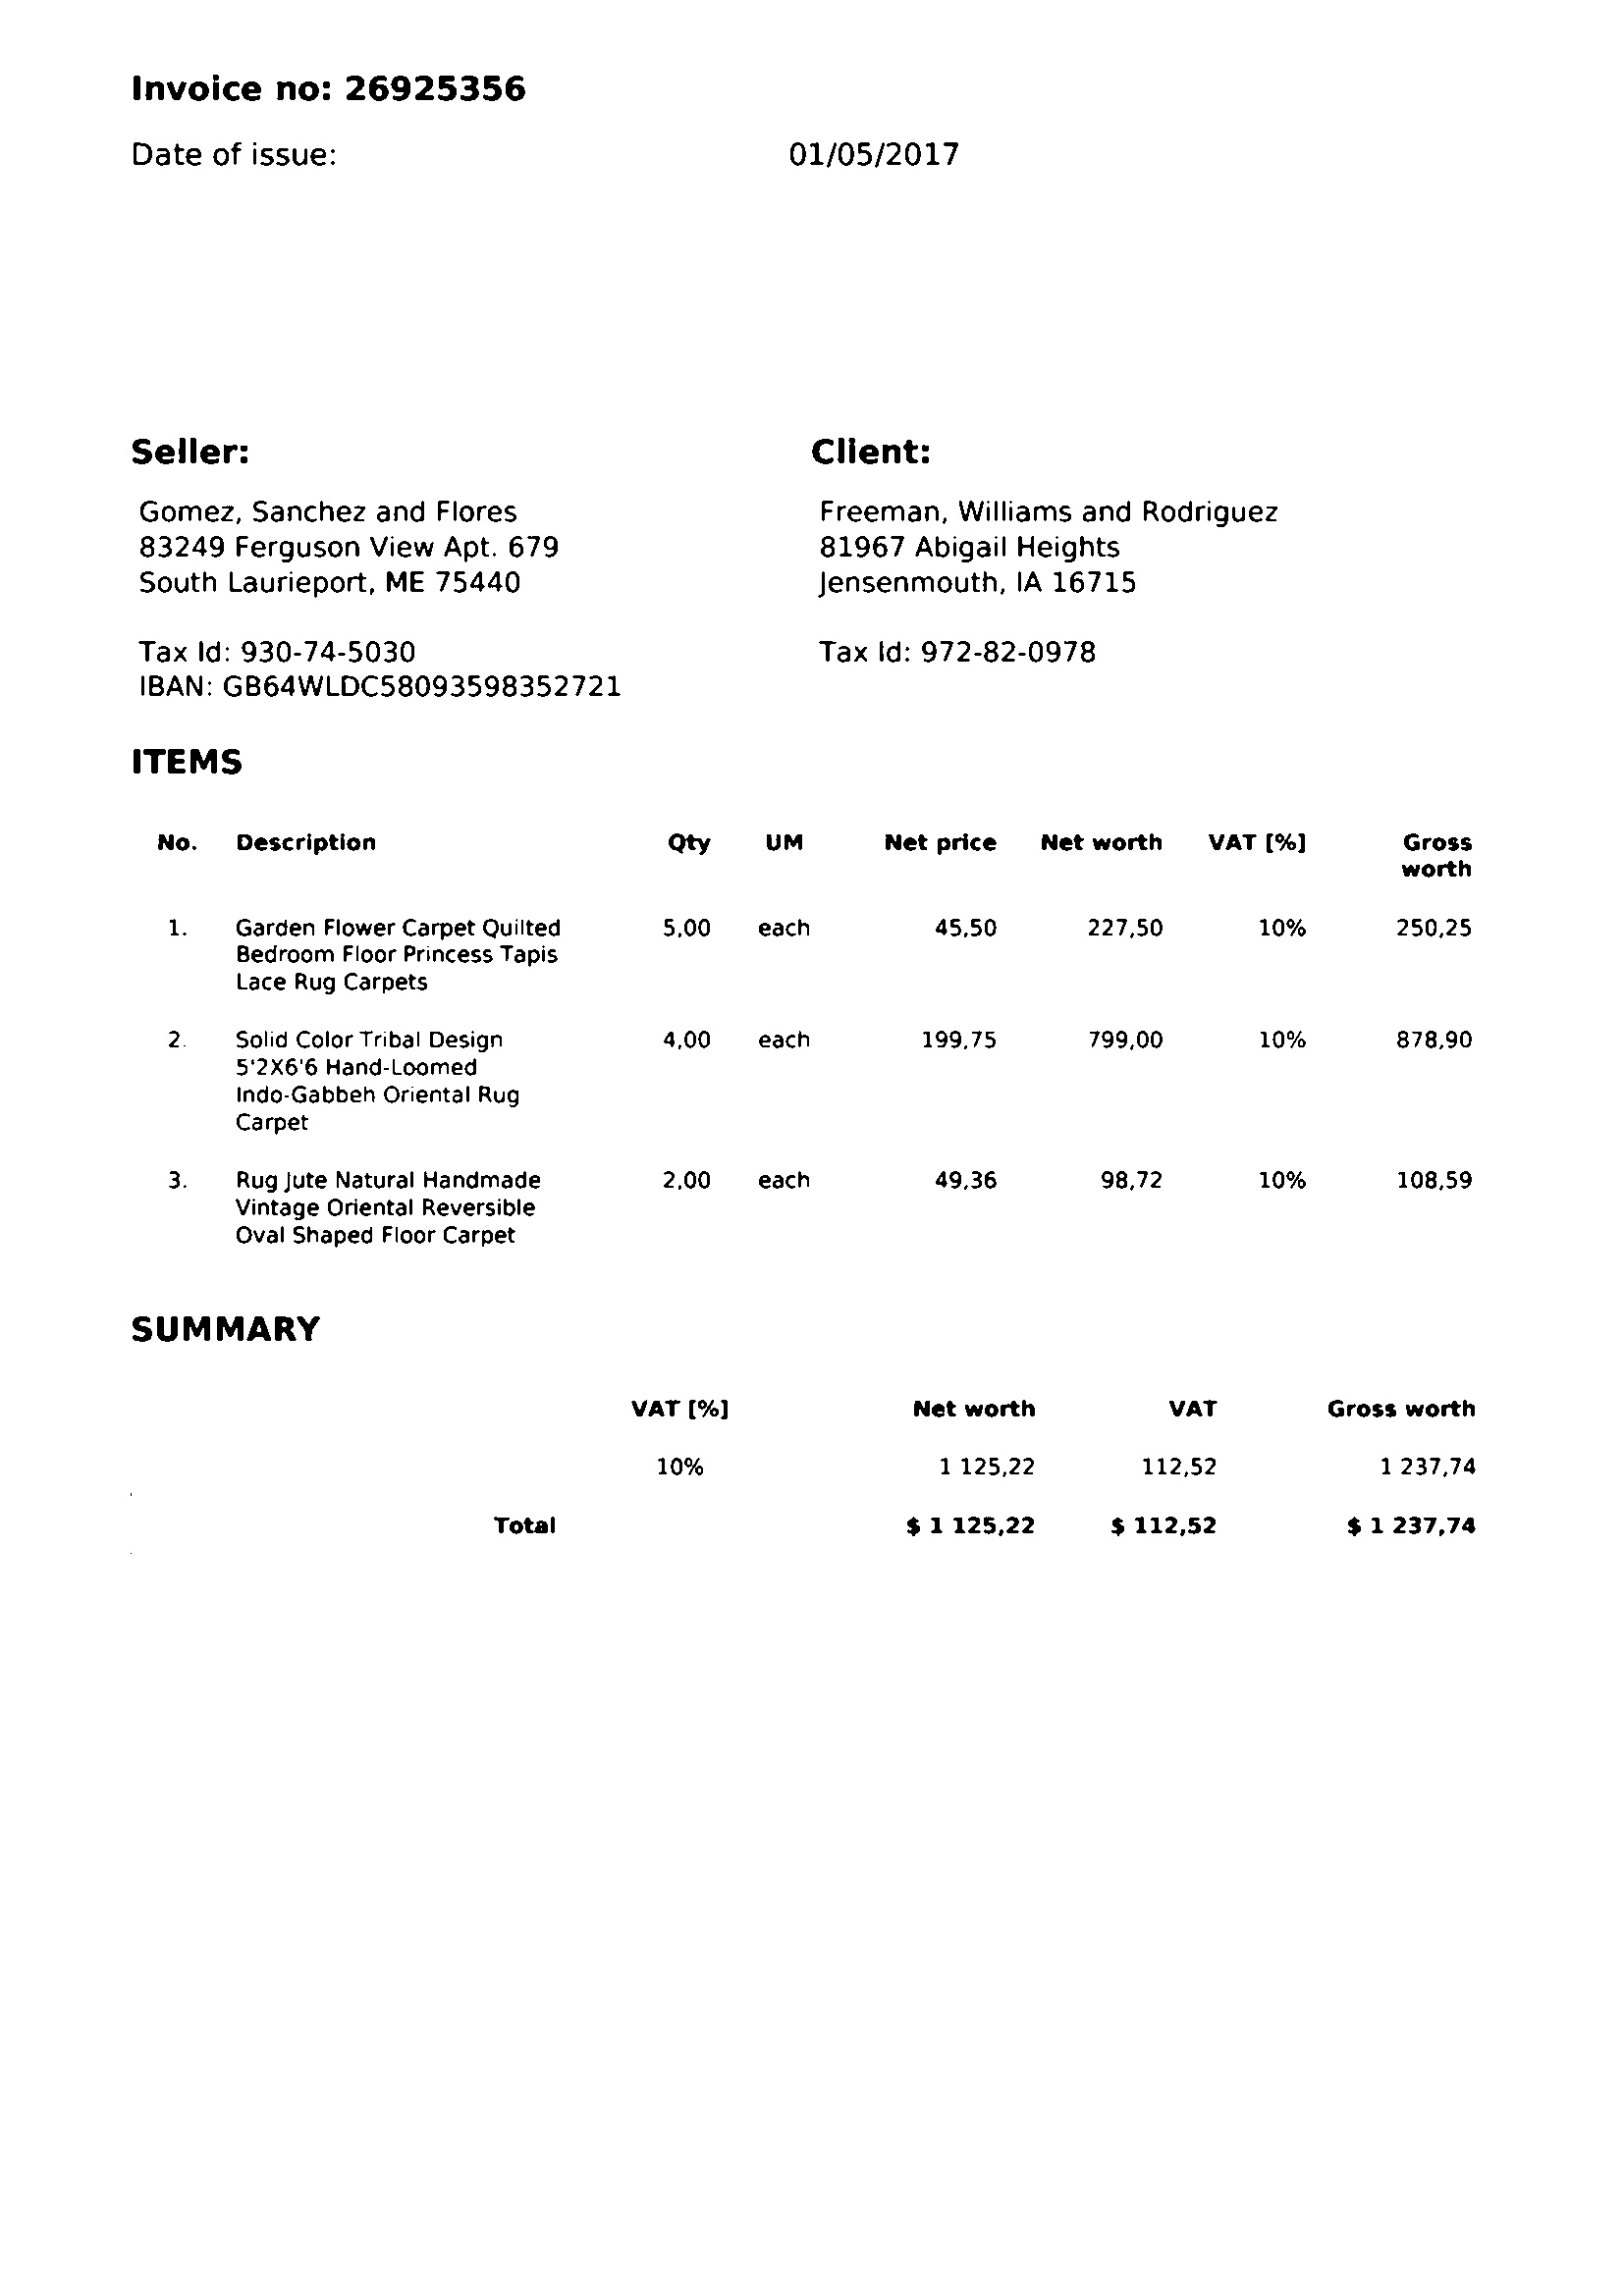 Invoice no: 26925356
Date of issue: 01/05/2017
Seller:
Gomez, Sanchez and Flores
83249 Ferguson View Apt. 679
South Laurieport, ME 75440
Tax Id: 930-74-5030
IBAN: GB64WLDC58093598352721
Client:
Freeman, Williams and Rodriguez
81967 Abigail Heights
Jensenmouth, IA 16715
Tax Id: 972-82-0978
ITEMS
No. Description Qty UM Net price Net worth VAT [%] Gross
worth
1. Garden Flower Carpet Quilted 5,00 each 45,50 227,50 10% 250,25
Bedroom Floor Princess Tapis
Lace Rug Carpets
2. Solid Color Tribal Design 4,00 each 199,75 799,00 10% 878,90
5'2X6'6 Hand-Loomed
Indo-Gabbeh Oriental Rug
Carpet
3. Rug Jute Natural Handmade 2,00 each 49,36 98,72 10% 108,59
Vintage Oriental Reversible
Oval Shaped Floor Carpet
SUMMARY
VAT [%] Net worth VAT Gross worth
10% 1 125,22 112,52 1 237,74
Total $ 1 125,22 $ 112,52 $ 1 237,74